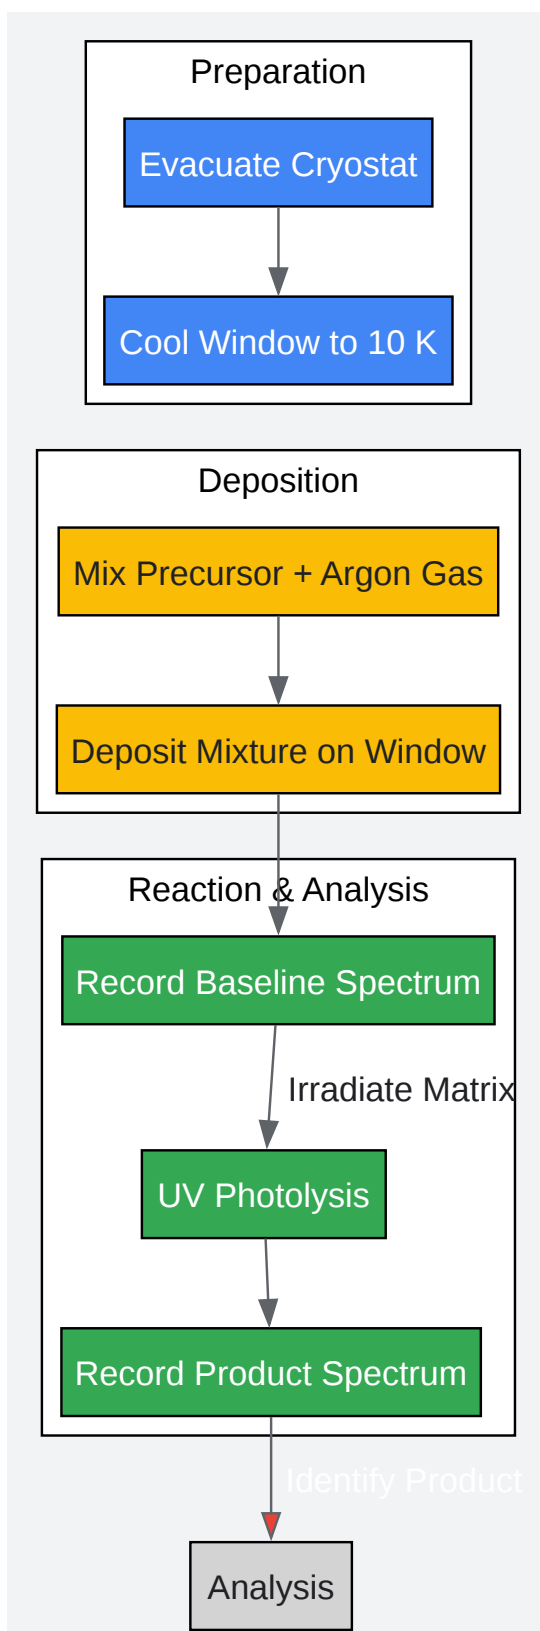 Preparation
Evacuate Cryostat
Cool Window to 10 K
Deposition
Mix Precursor + Argon Gas
Deposit Mixture on Window
Reaction & Analysis
Record Baseline Spectrum
Irradiate Matrix
UV Photolysis
Record Product Spectrum
Identify Product
Analysis